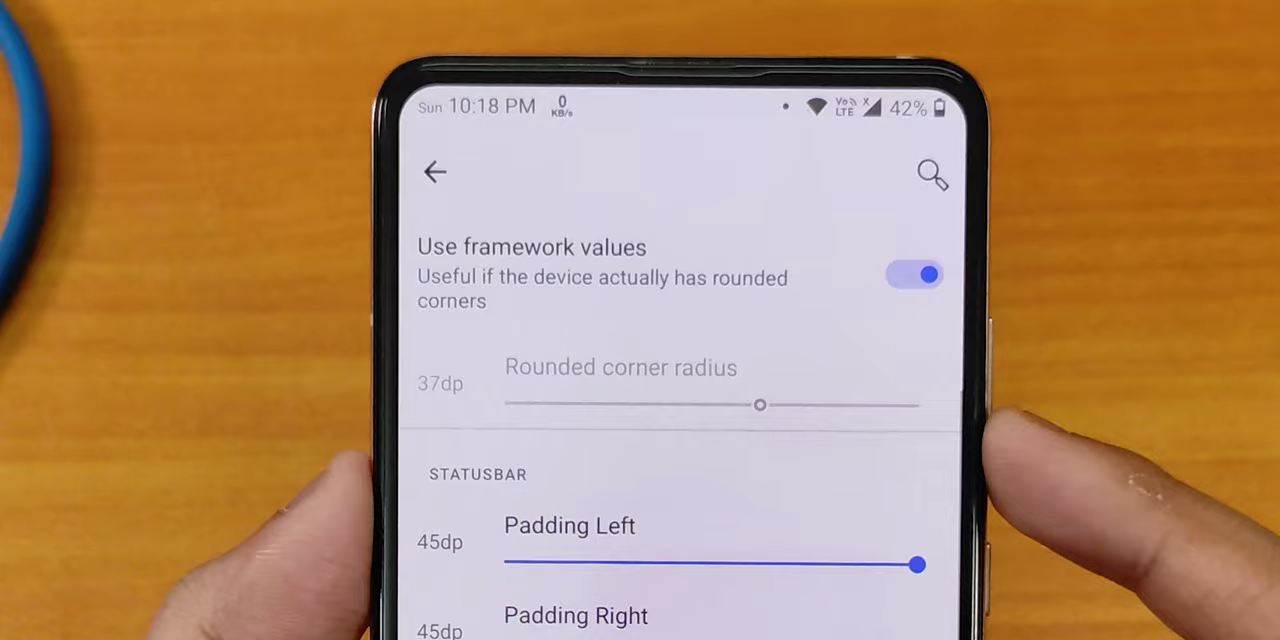 Sun 10:18 PM 0 KB/s Vo LTE X 42%
Use framework values
Useful if the device actually has rounded
corners
Rounded corner radius
37dp
STATUSBAR
Padding Left
45dp
Padding Right
45dp